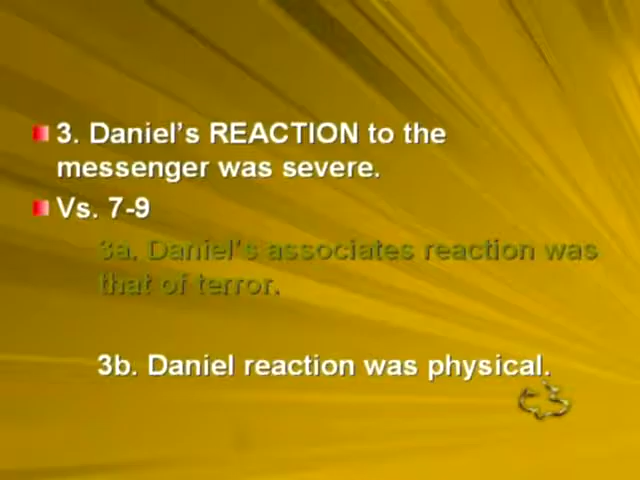 3. Daniel's REACTION to the
messenger was severe.
Vs. 7-9
3a. Daniel's associates reaction was
that of terror.
3b. Daniel reaction was physical.